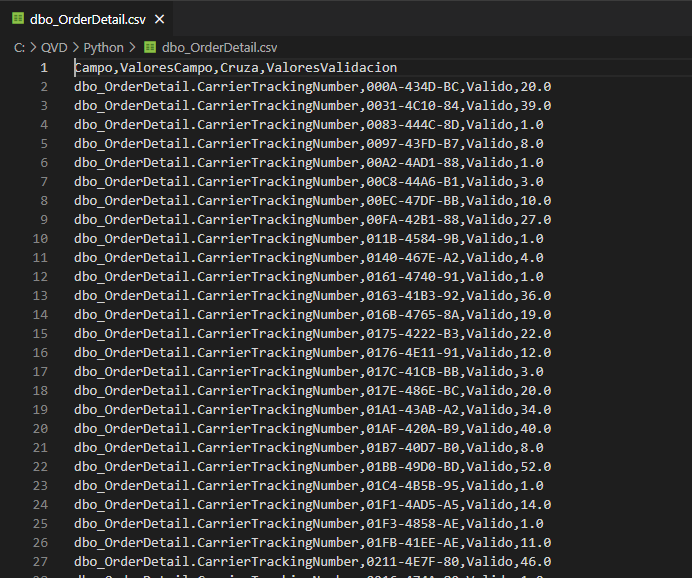 dbo_OrderDetail.csv ×
C: > QVD > Python > dbo_OrderDetail.csv
1 Campo,ValoresCampo,Cruza,ValoresValidacion
2 dbo_OrderDetail.CarrierTrackingNumber,000A-434D-BC,Valido,20.0
3 dbo_OrderDetail.CarrierTrackingNumber,0031-4C10-84,Valido,39.0
4 dbo_OrderDetail.CarrierTrackingNumber,0083-444C-8D,Valido,1.0
5 dbo_OrderDetail.CarrierTrackingNumber,0097-43FD-B7,Valido,8.0
6 dbo_OrderDetail.CarrierTrackingNumber,00A2-4AD1-88,Valido,1.0
7 dbo_OrderDetail.CarrierTrackingNumber,00C8-44A6-B1,Valido,3.0
8 dbo_OrderDetail.CarrierTrackingNumber,00EC-47DF-BB,Valido,10.0
9 dbo_OrderDetail.CarrierTrackingNumber,00FA-42B1-88,Valido,27.0
10 dbo_OrderDetail.CarrierTrackingNumber,011B-4584-9B,Valido,1.0
11 dbo_OrderDetail.CarrierTrackingNumber,0140-467E-A2,Valido,4.0
12 dbo_OrderDetail.CarrierTrackingNumber,0161-4740-91,Valido,1.0
13 dbo_OrderDetail.CarrierTrackingNumber,0163-41B3-92,Valido,36.0
14 dbo_OrderDetail.CarrierTrackingNumber,016B-4765-8A,Valido,19.0
15 dbo_OrderDetail.CarrierTrackingNumber,0175-4222-B3,Valido,22.0
16 dbo_OrderDetail.CarrierTrackingNumber,0176-4E11-91,Valido,12.0
17 dbo_OrderDetail.CarrierTrackingNumber,017C-41CB-BB,Valido,3.0
18 dbo_OrderDetail.CarrierTrackingNumber,017E-486E-BC,Valido,20.0
19 dbo_OrderDetail.CarrierTrackingNumber,01A1-43AB-A2,Valido,34.0
20 dbo_OrderDetail.CarrierTrackingNumber,01AF-420A-B9,Valido,40.0
21 dbo_OrderDetail.CarrierTrackingNumber,01B7-40D7-B0,Valido,8.0
22 dbo_OrderDetail.CarrierTrackingNumber,01BB-49D0-BD,Valido,52.0
23 dbo_OrderDetail.CarrierTrackingNumber,01C4-4B5B-95,Valido,1.0
24 dbo_OrderDetail.CarrierTrackingNumber,01F1-4AD5-A5,Valido,14.0
25 dbo_OrderDetail.CarrierTrackingNumber,01F3-4858-AE,Valido,1.0
26 dbo_OrderDetail.CarrierTrackingNumber,01FB-41EE-AE,Valido,11.0
27 dbo_OrderDetail.CarrierTrackingNumber,0211-4E7F-80,Valido,46.0